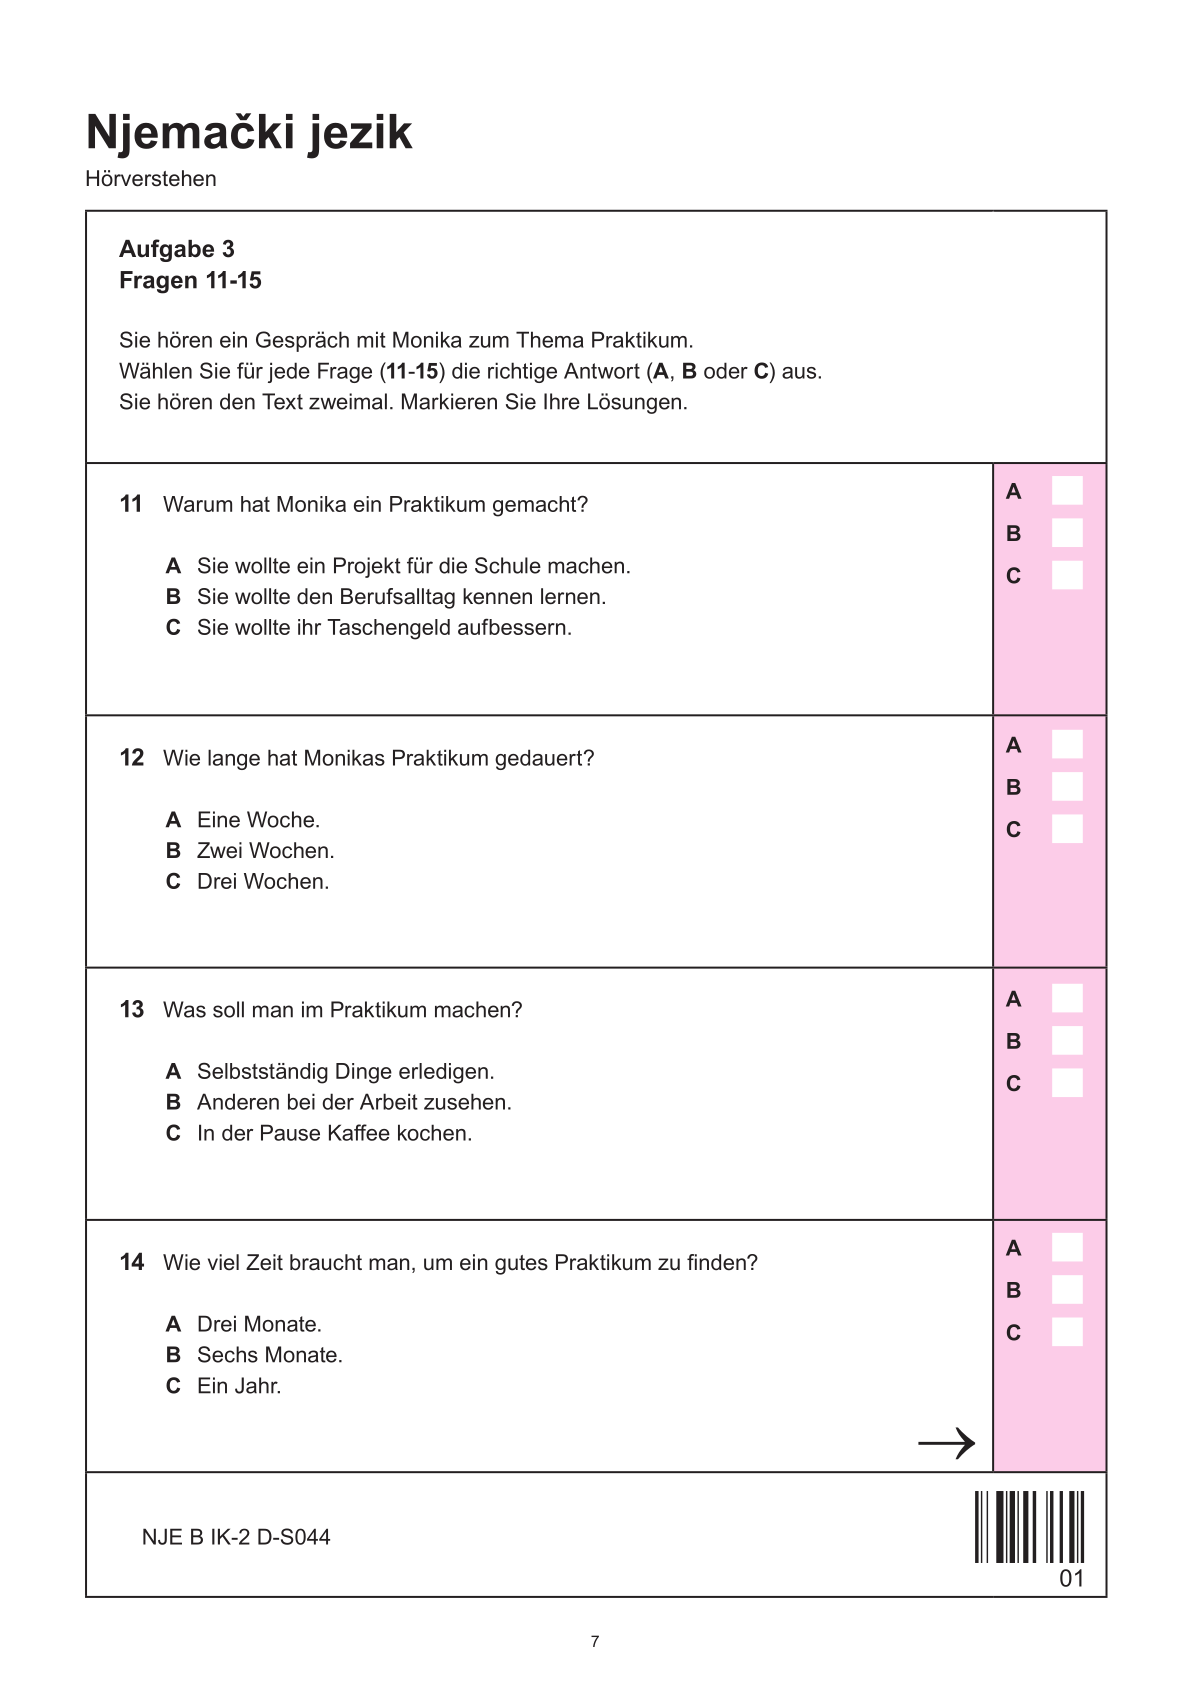 Njemački jezik
Hörverstehen
Aufgabe 3
Fragen 11-15
Sie hören ein Gespräch mit Monika zum Thema Praktikum.
Wählen Sie für jede Frage (11-15) die richtige Antwort (A, B oder C) aus.
Sie hören den Text zweimal. Markieren Sie Ihre Lösungen.
11 Warum hat Monika ein Praktikum gemacht?
A Sie wollte ein Projekt für die Schule machen.
B Sie wollte den Berufsalltag kennen lernen.
C Sie wollte ihr Taschengeld aufbessern.
A
B
C
12 Wie lange hat Monikas Praktikum gedauert?
A Eine Woche.
B Zwei Wochen.
C Drei Wochen.
A
B
C
13 Was soll man im Praktikum machen?
A Selbstständig Dinge erledigen.
B Anderen bei der Arbeit zusehen.
C In der Pause Kaffee kochen.
A
B
C
14 Wie viel Zeit braucht man, um ein gutes Praktikum zu finden?
A Drei Monate.
B Sechs Monate.
C Ein Jahr.
A
B
C
NJE B IK-2 D-S044
01
7